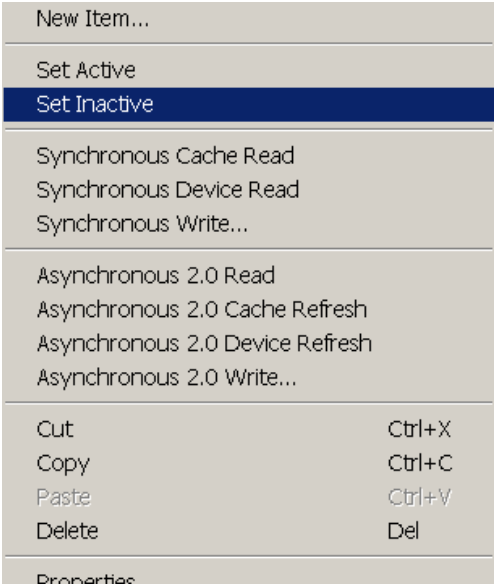 New Item...
Set Active
Set Inactive
Synchronous Cache Read
Synchronous Device Read
Synchronous Write...
Asynchronous 2.0 Read
Asynchronous 2.0 Cache Refresh
Asynchronous 2.0 Device Refresh
Asynchronous 2.0 Write...
Cut Ctrl+X
Copy Ctrl+C
Paste Ctrl+V
Delete Del
Properties